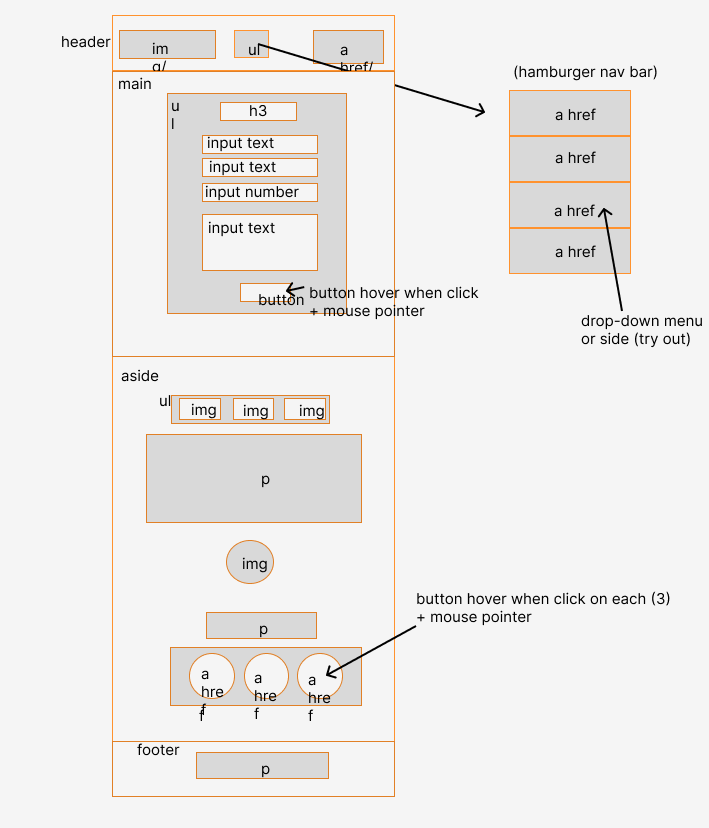 header
im
g/
ul
a
href/
(hamburger nav bar)
a href
a href
a href
a href
drop-down menu
or side (try out)
main
u
l
h3
input text
input text
input number
input text
button
button hover when click
+ mouse pointer
aside
ul
img
img
img
p
img
button hover when click on each (3)
+ mouse pointer
p
a
hre
f
f
a
hre
f
a
hre
f
footer
p